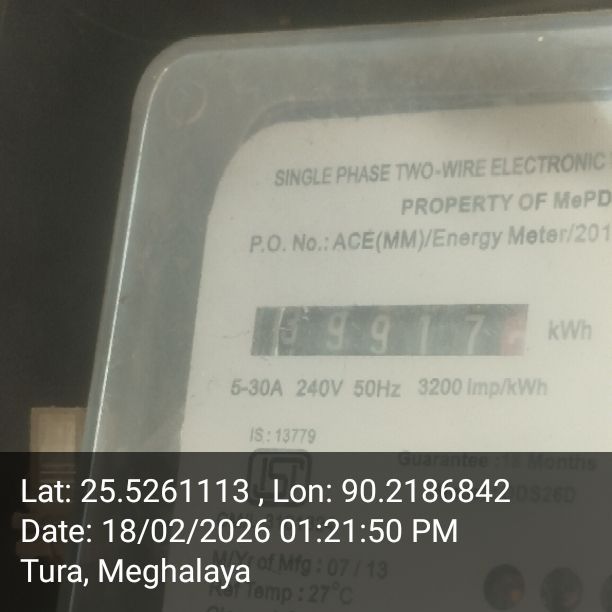 SINGLE PHASE TWO-WIRE ELECTRONIC
PROPERTY OF MePD
P.O. No.: ACE(MM)/Energy Meter/201
9917 kWh
5-30A 240V 50Hz 3200 Imp/kWh
IS : 13779
Guarantee : 18 Months
Lat: 25.5261113 , Lon: 90.2186842
Date: 18/02/2026 01:21:50 PM
M/Yr of Mfg : 07 / 13
Tura, Meghalaya
Ref Temp : 27°C